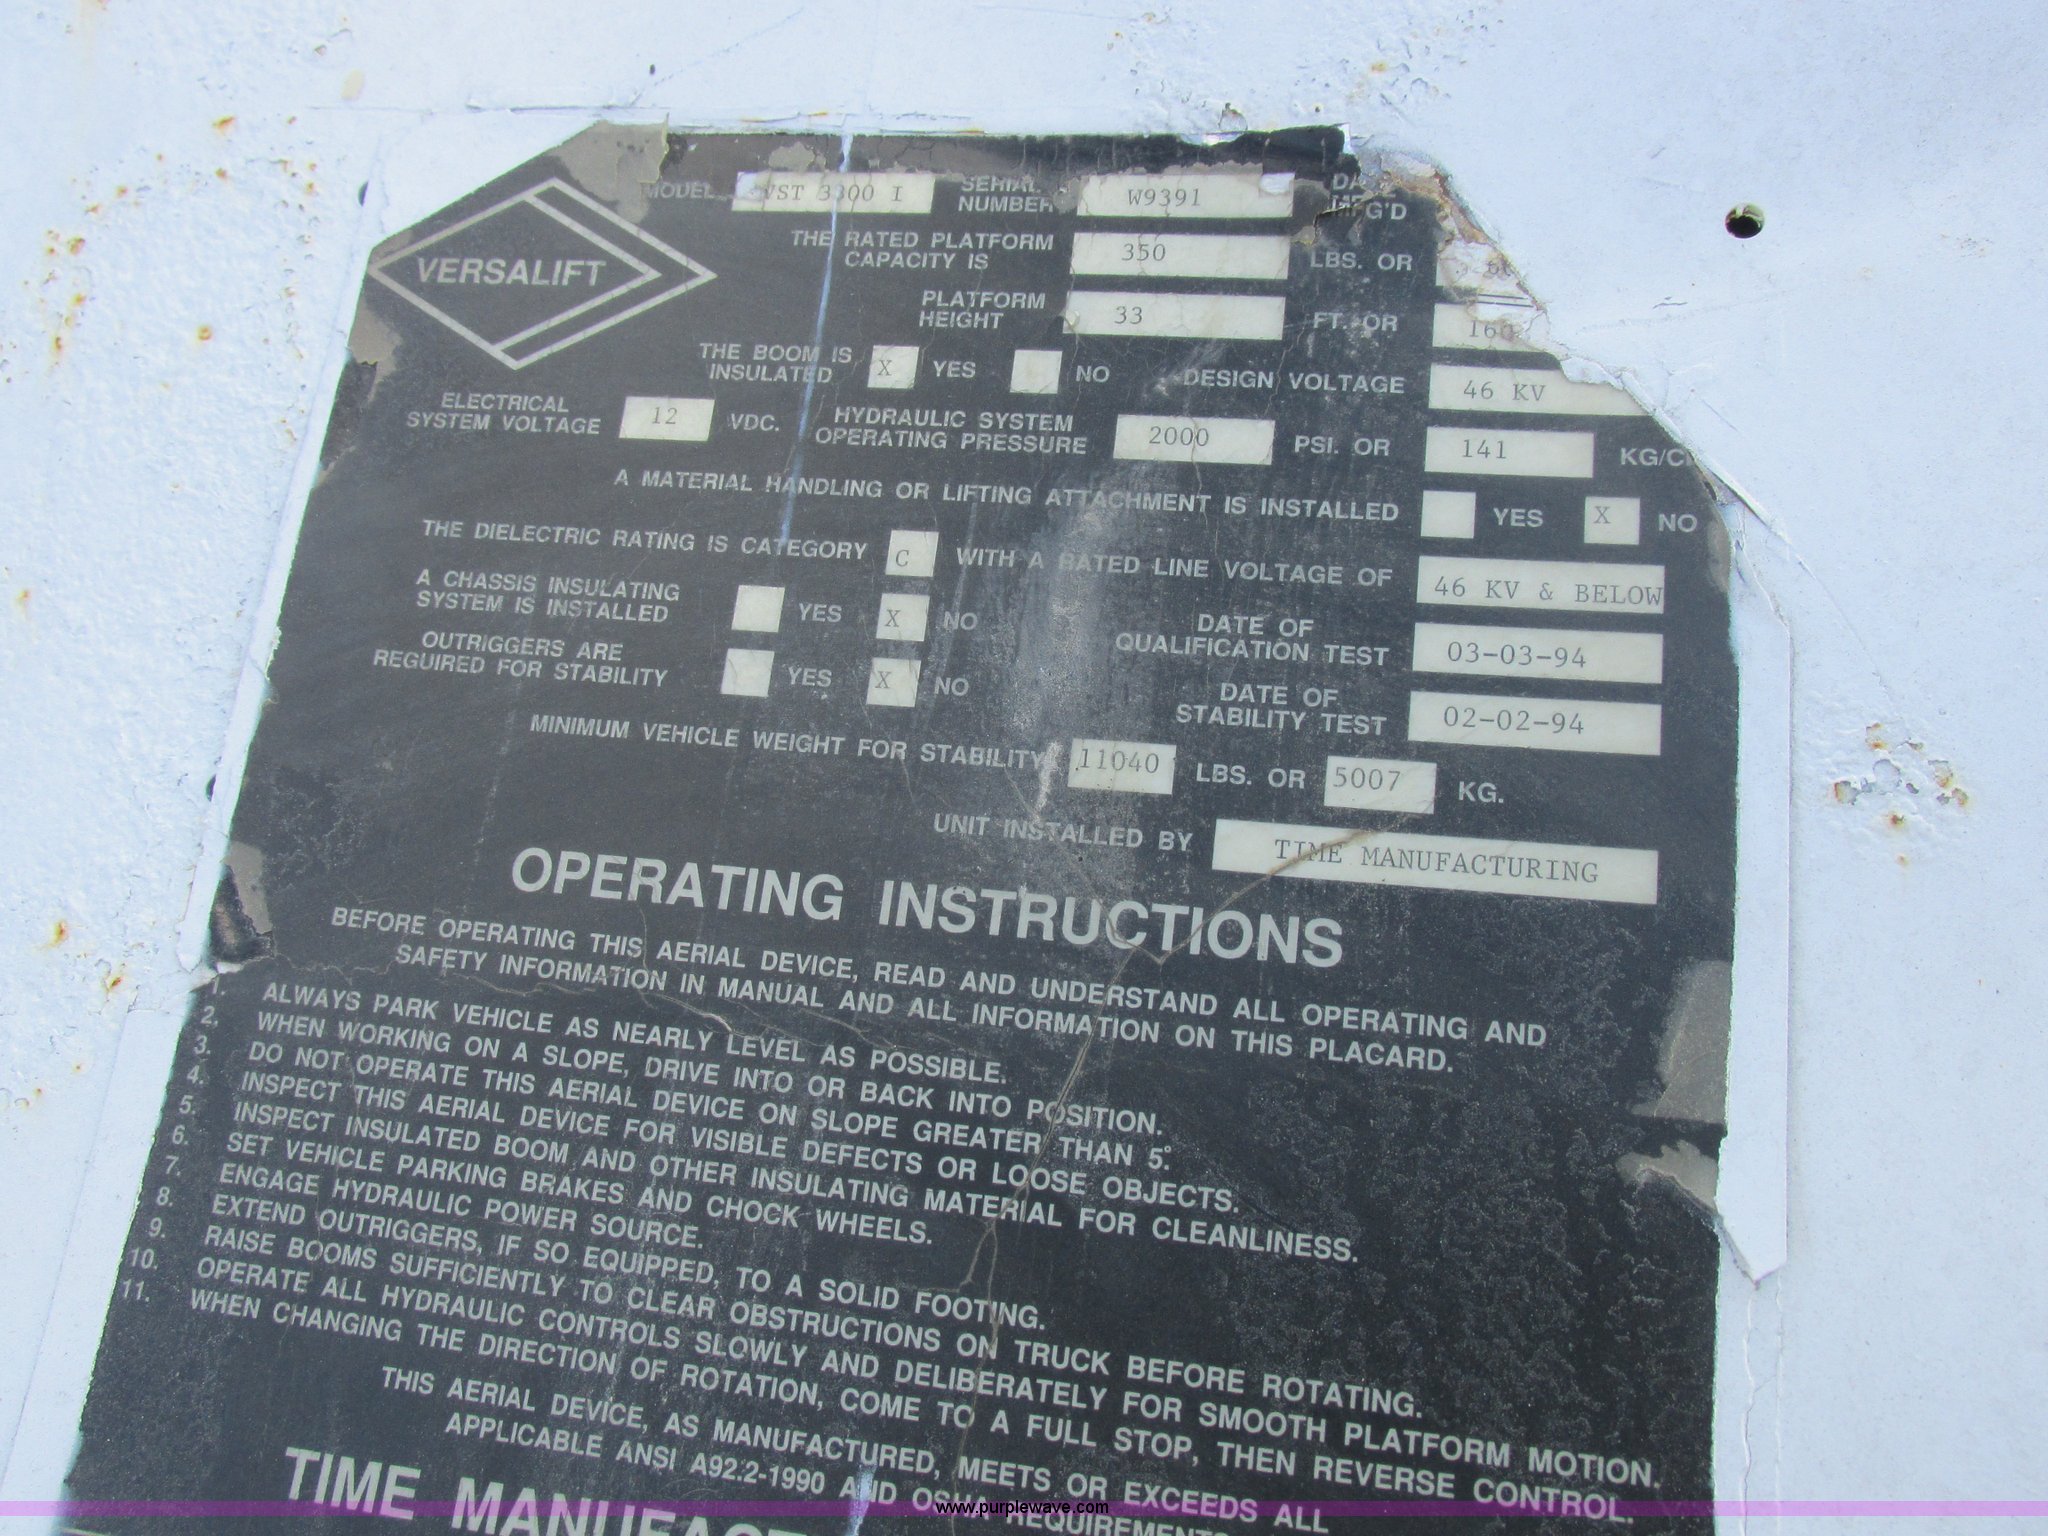 MODEL VST 3300 I SERIAL NUMBER W9391 DATE MFG'D
VERSALIFT
THE RATED PLATFORM CAPACITY IS 350 LBS. OR
PLATFORM HEIGHT 33 FT. OR 160
THE BOOM IS INSULATED X YES NO DESIGN VOLTAGE 46 KV
ELECTRICAL SYSTEM VOLTAGE 12 VDC. HYDRAULIC SYSTEM OPERATING PRESSURE 2000 PSI. OR 141
A MATERIAL HANDLING OR LIFTING ATTACHMENT IS INSTALLED YES X NO
THE DIELECTRIC RATING IS CATEGORY C WITH A RATED LINE VOLTAGE OF 46 KV & BELOW
A CHASSIS INSULATING SYSTEM IS INSTALLED YES X NO
DATE OF QUALIFICATION TEST 03-03-94
OUTRIGGERS ARE REGUIRED FOR STABILITY YES X NO
DATE OF STABILITY TEST 02-02-94
MINIMUM VEHICLE WEIGHT FOR STABILITY 11040 LBS. OR 5007 KG.
UNIT INSTALLED BY TIME MANUFACTURING
OPERATING INSTRUCTIONS
BEFORE OPERATING THIS AERIAL DEVICE, READ AND UNDERSTAND ALL OPERATING AND
SAFETY INFORMATION IN MANUAL AND ALL INFORMATION ON THIS PLACARD.
1. ALWAYS PARK VEHICLE AS NEARLY LEVEL AS POSSIBLE.
2. WHEN WORKING ON A SLOPE, DRIVE INTO OR BACK INTO POSITION.
3. DO NOT OPERATE THIS AERIAL DEVICE ON SLOPE GREATER THAN 5°.
4. INSPECT THIS AERIAL DEVICE FOR VISIBLE DEFECTS OR LOOSE OBJECTS.
5. INSPECT INSULATED BOOM AND OTHER INSULATING MATERIAL FOR CLEANLINESS.
6. SET VEHICLE PARKING BRAKES AND CHOCK WHEELS.
7. ENGAGE HYDRAULIC POWER SOURCE.
8. EXTEND OUTRIGGERS, IF SO EQUIPPED, TO A SOLID FOOTING.
9. RAISE BOOMS SUFFICIENTLY TO CLEAR OBSTRUCTIONS ON TRUCK BEFORE ROTATING.
10. OPERATE ALL HYDRAULIC CONTROLS SLOWLY AND DELIBERATELY FOR SMOOTH PLATFORM MOTION.
11. WHEN CHANGING THE DIRECTION OF ROTATION, COME TO A FULL STOP, THEN REVERSE CONTROL.
THIS AERIAL DEVICE, AS MANUFACTURED, MEETS OR EXCEEDS ALL
APPLICABLE ANSI A92.2-1990 AND OSHA REQUIREMENTS
TIME
www.purplewave.com